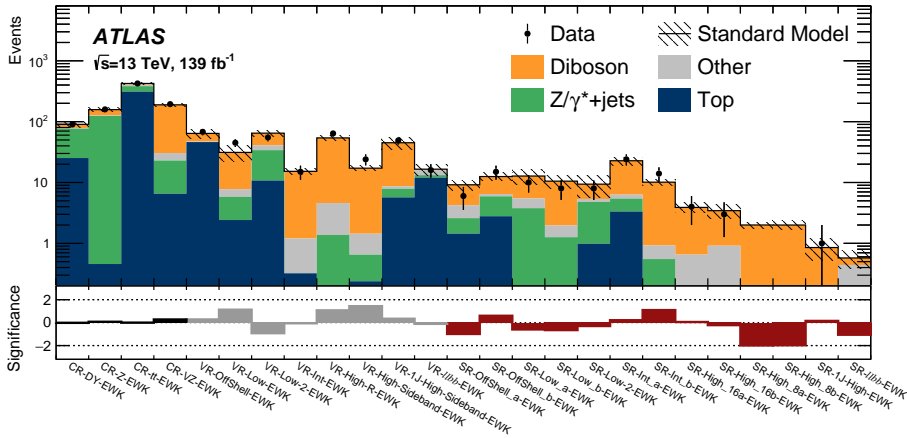 Events
10³
10²
10
1
ATLAS
√s=13 TeV, 139 fb⁻¹
Data
Standard Model
Diboson
Other
Z/γ*+jets
Top
Significance
2
0
−2
CR-DY-EWK
CR-Z-EWK
CR-tt-EWK
CR-VZ-EWK
VR-OffShell-EWK
VR-Low-EWK
VR-Low-2-EWK
VR-Int-EWK
VR-High-R-EWK
VR-High-Sideband-EWK
VR-1J-High-Sideband-EWK
VR-llbb-EWK
SR-OffShell_a-EWK
SR-OffShell_b-EWK
SR-Low_a-EWK
SR-Low_b-EWK
SR-Low-2-EWK
SR-Int_a-EWK
SR-Int_b-EWK
SR-High_16a-EWK
SR-High_16b-EWK
SR-High_8a-EWK
SR-High_8b-EWK
SR-1J-High-EWK
SR-llbb-EWK